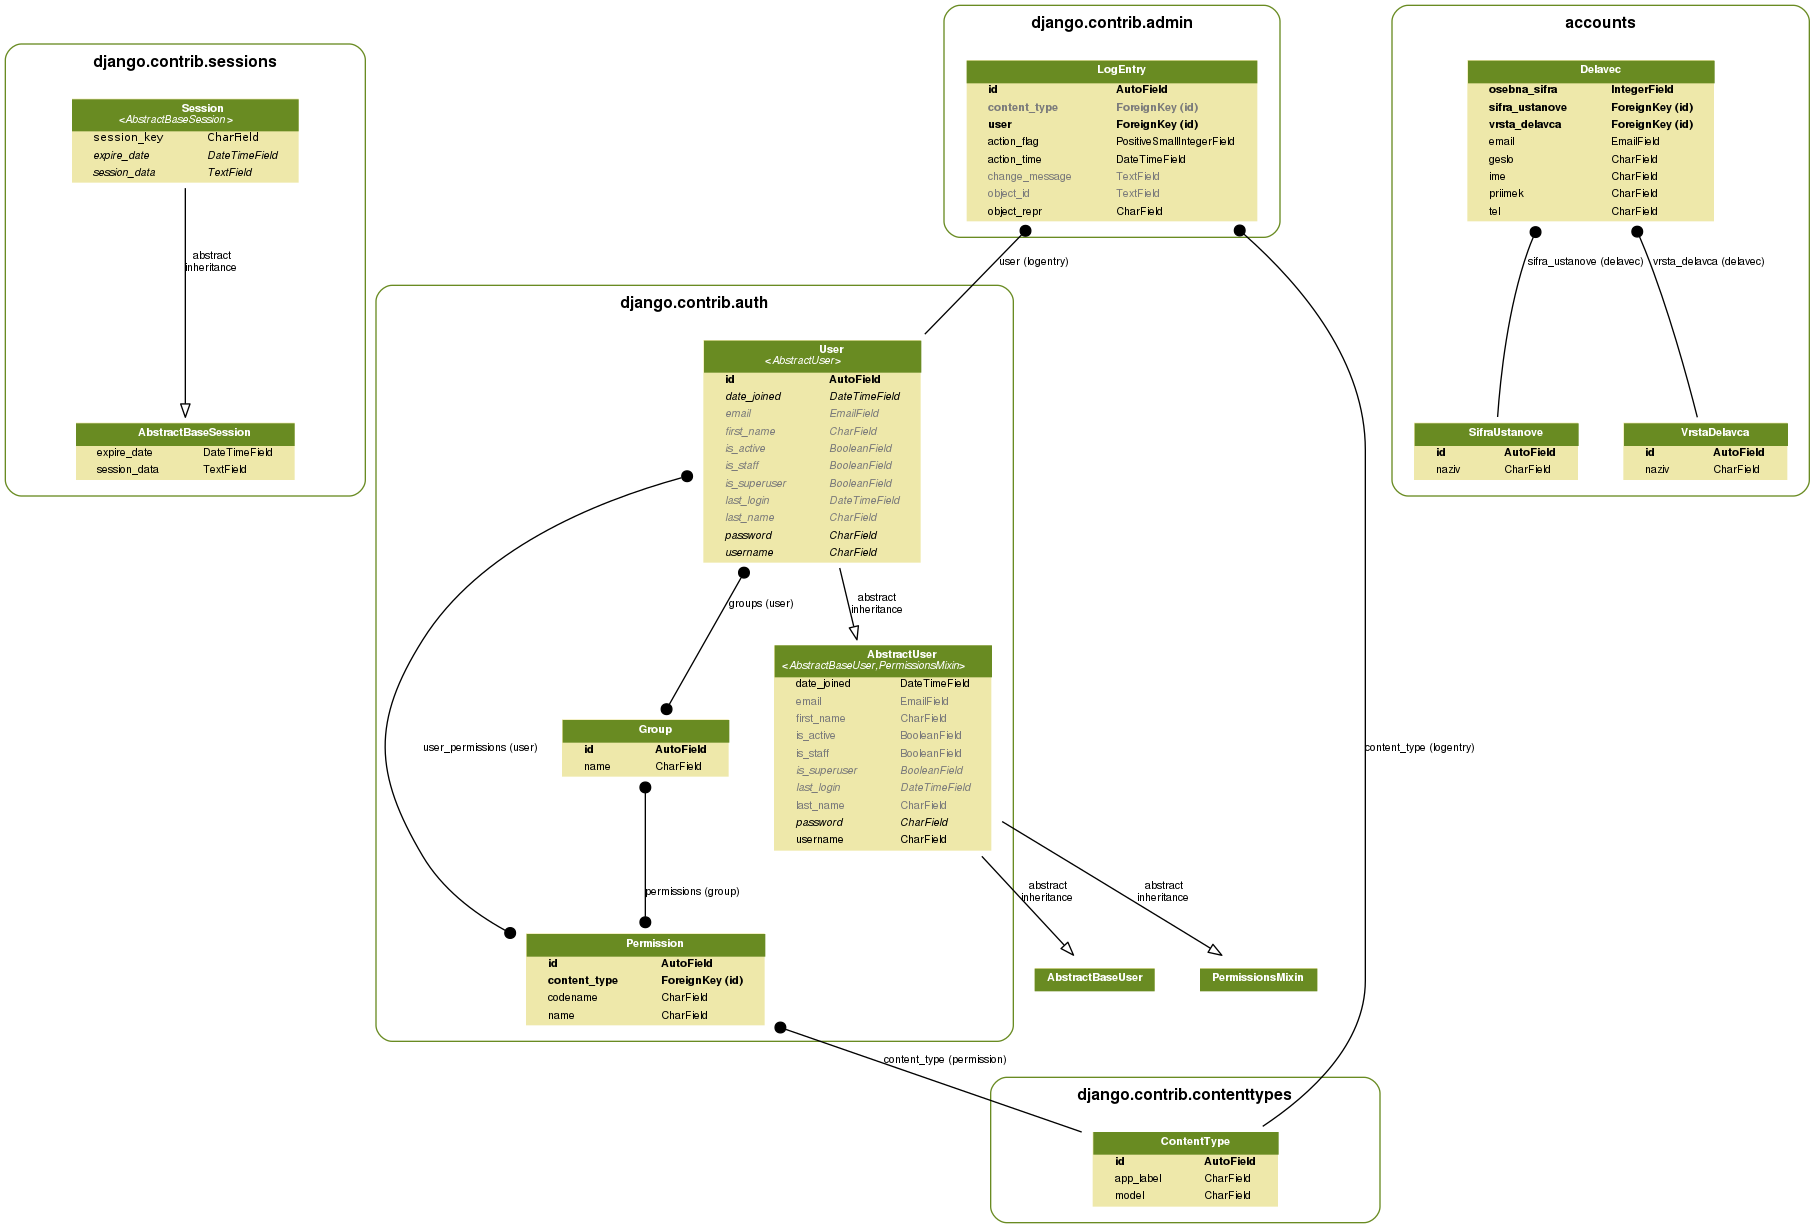 django.contrib.sessions
Session
<AbstractBaseSession>
session_key CharField
expire_date DateTimeField
session_data TextField
abstract
inheritance
AbstractBaseSession
expire_date DateTimeField
session_data TextField
django.contrib.admin
LogEntry
id AutoField
content_type ForeignKey (id)
user ForeignKey (id)
action_flag PositiveSmallIntegerField
action_time DateTimeField
change_message TextField
object_id TextField
object_repr CharField
user (logentry)
content_type (logentry)
accounts
Delavec
osebna_sifra IntegerField
sifra_ustanove ForeignKey (id)
vrsta_delavca ForeignKey (id)
email EmailField
geslo CharField
ime CharField
priimek CharField
tel CharField
sifra_ustanove (delavec)
vrsta_delavca (delavec)
SifraUstanove
id AutoField
naziv CharField
VrstaDelavca
id AutoField
naziv CharField
django.contrib.auth
User
<AbstractUser>
id AutoField
date_joined DateTimeField
email EmailField
first_name CharField
is_active BooleanField
is_staff BooleanField
is_superuser BooleanField
last_login DateTimeField
last_name CharField
password CharField
username CharField
groups (user)
abstract
inheritance
user_permissions (user)
AbstractUser
<AbstractBaseUser,PermissionsMixin>
date_joined DateTimeField
email EmailField
first_name CharField
is_active BooleanField
is_staff BooleanField
is_superuser BooleanField
last_login DateTimeField
last_name CharField
password CharField
username CharField
Group
id AutoField
name CharField
permissions (group)
abstract
inheritance
abstract
inheritance
Permission
id AutoField
content_type ForeignKey (id)
codename CharField
name CharField
AbstractBaseUser
PermissionsMixin
content_type (permission)
django.contrib.contenttypes
ContentType
id AutoField
app_label CharField
model CharField